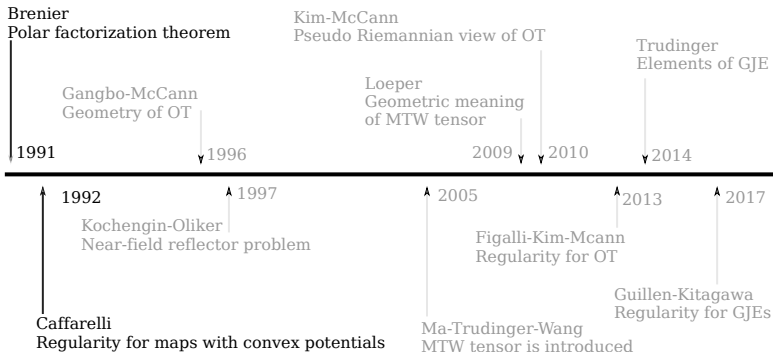 Brenier
Polar factorization theorem
1991
Gangbo-McCann
Geometry of OT
1996
Kim-McCann
Pseudo Riemannian view of OT
Loeper
Geometric meaning
of MTW tensor
2009
2010
Trudinger
Elements of GJE
2014
1992
Caffarelli
Regularity for maps with convex potentials
1997
Kochengin-Oliker
Near-field reflector problem
2005
Ma-Trudinger-Wang
MTW tensor is introduced
2013
Figalli-Kim-Mcann
Regularity for OT
2017
Guillen-Kitagawa
Regularity for GJEs